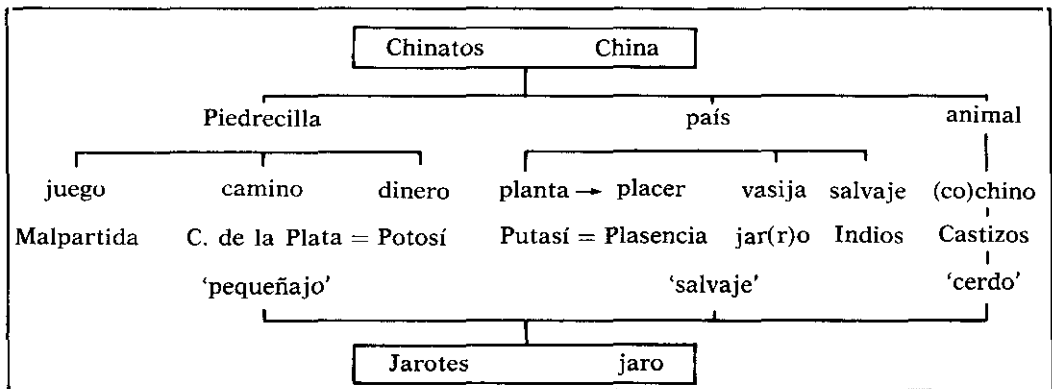 Chinatos China
Piedrecilla país animal
juego camino dinero planta → placer vasija salvaje (co)chino
Malpartida C. de la Plata = Potosí Putasí = Plasencia jar(r)o Indios Castizos
‘pequeñajo’ ‘salvaje’ ‘cerdo’
Jarotes jaro